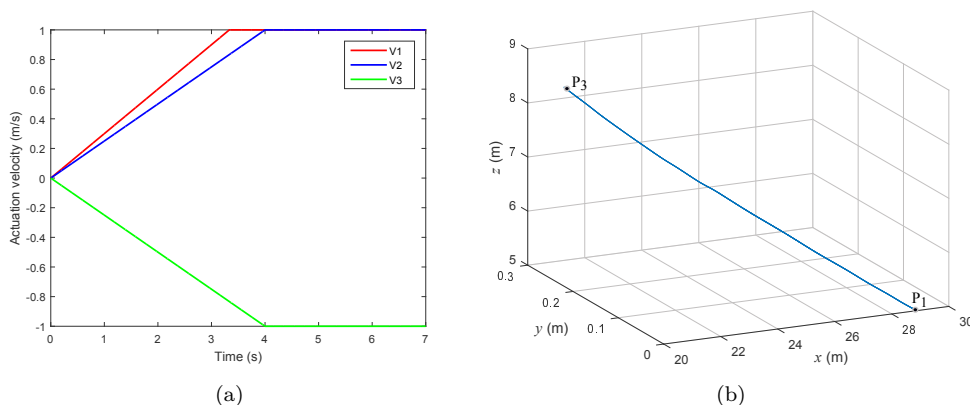 1
0.8
0.6
0.4
0.2
0
-0.2
-0.4
-0.6
-0.8
-1
0 1 2 3 4 5 6 7
Actuation velocity (m/s)
Time (s)
V1
V2
V3
(a)
9
8
7
6
5
z (m)
0.3
0.2
0.1
0
y (m)
20 22 24 26 28 30
x (m)
P3
P1
(b)